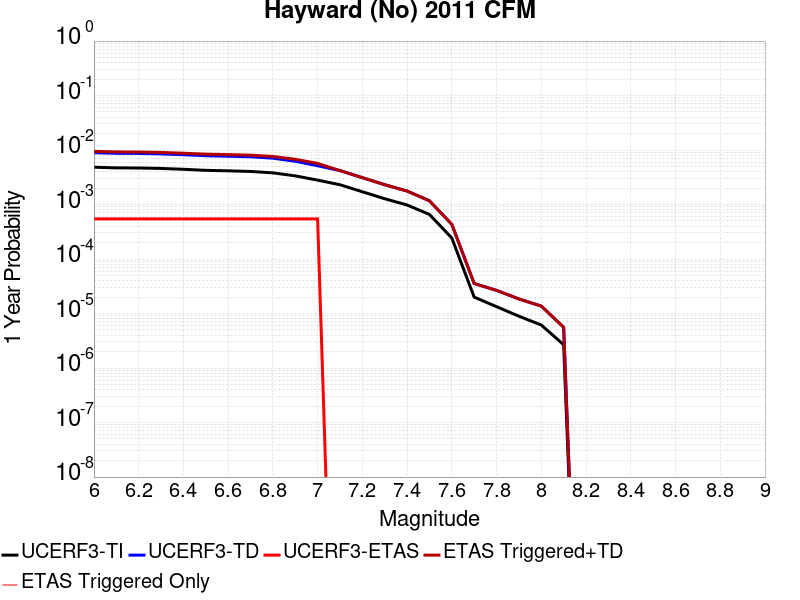 Hayward (No) 2011 CFM
10^0
10^-1
10^-2
10^-3
10^-4
10^-5
10^-6
10^-7
10^-8
1 Year Probability
6 6.2 6.4 6.6 6.8 7 7.2 7.4 7.6 7.8 8 8.2 8.4 8.6 8.8 9
Magnitude
UCERF3-TI UCERF3-TD UCERF3-ETAS ETAS Triggered+TD
ETAS Triggered Only